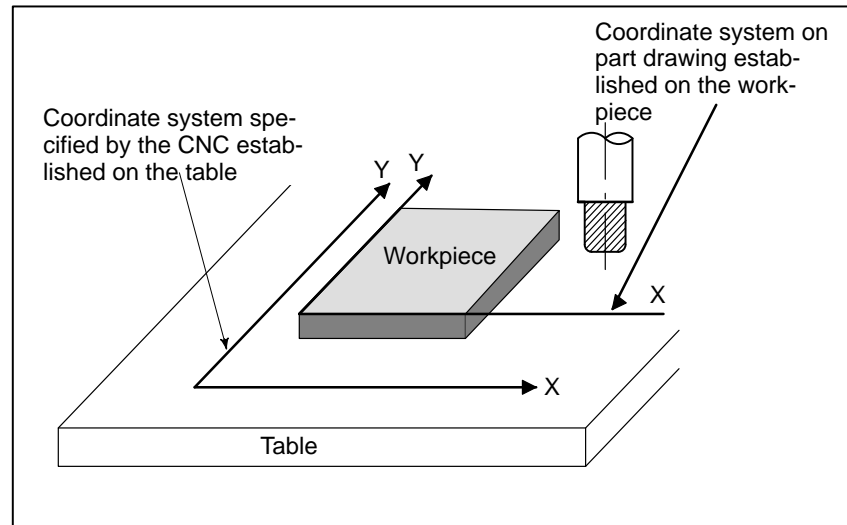 Coordinate system on
part drawing estab-
lished on the work-
piece
Coordinate system spe-
cified by the CNC estab-
lished on the table
Y
Y
Workpiece
X
X
Table